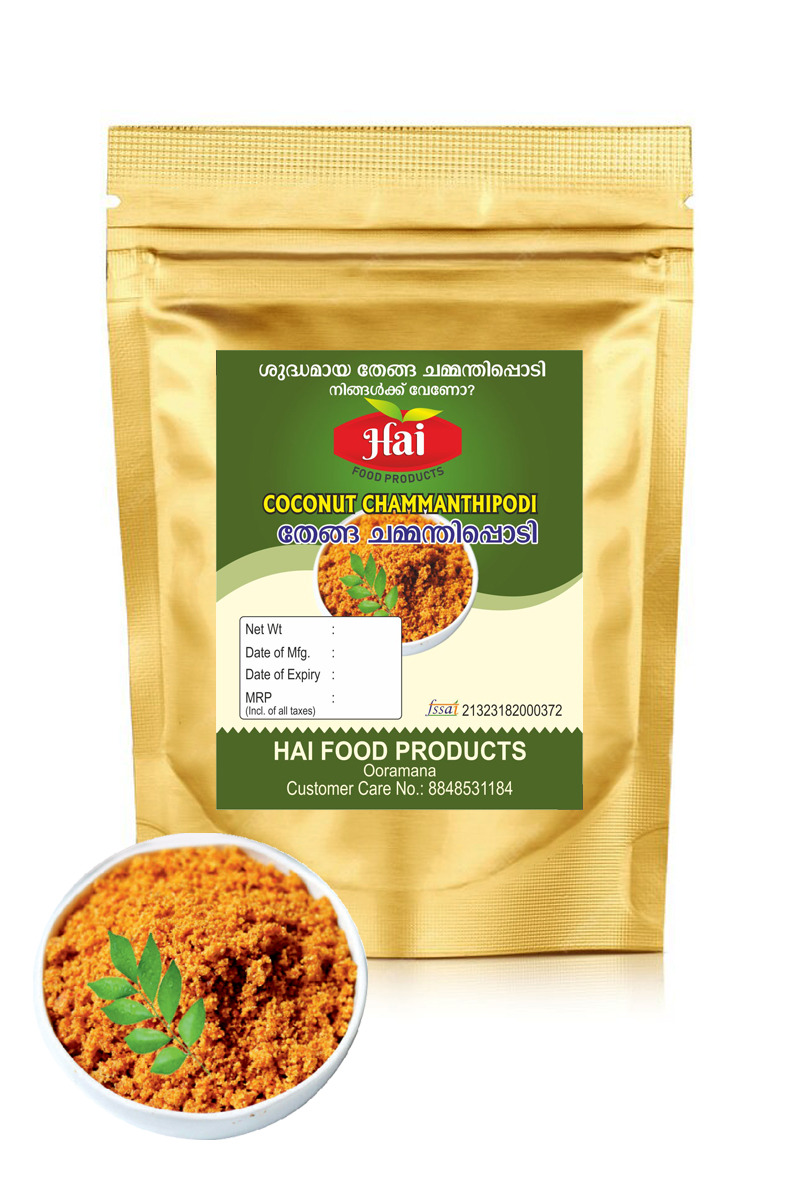 ശുദ്ധമായ തേങ്ങ ചമ്മന്തിപ്പൊടി
നിങ്ങൾക്ക് വേണോ?
Hai
FOOD PRODUCTS
COCONUT CHAMMANTHIPODI
തേങ്ങ ചമ്മന്തിപ്പൊടി
Net Wt :
Date of Mfg. :
Date of Expiry :
MRP :
(Incl. of all taxes)
fssai 21323182000372
HAI FOOD PRODUCTS
Ooramana
Customer Care No.: 8848531184